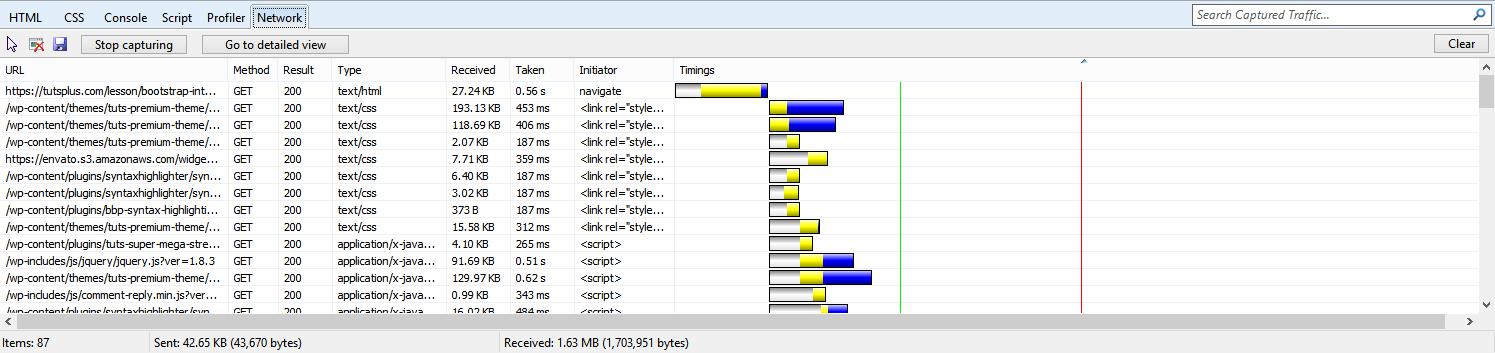 HTML CSS Console Script Profiler Network Search Captured Traffic...
Stop capturing Go to detailed view Clear
URL Method Result Type Received Taken Initiator Timings
https://tutsplus.com/lesson/bootstrap-int... GET 200 text/html 27.24 KB 0.56 s navigate
/wp-content/themes/tuts-premium-theme/... GET 200 text/css 193.13 KB 453 ms <link rel="style...
/wp-content/themes/tuts-premium-theme/... GET 200 text/css 118.69 KB 406 ms <link rel="style...
/wp-content/themes/tuts-premium-theme/... GET 200 text/css 2.07 KB 187 ms <link rel="style...
https://envato.s3.amazonaws.com/widge... GET 200 text/css 7.71 KB 359 ms <link rel="style...
/wp-content/plugins/syntaxhighlighter/syn... GET 200 text/css 6.40 KB 187 ms <link rel="style...
/wp-content/plugins/syntaxhighlighter/syn... GET 200 text/css 3.02 KB 187 ms <link rel="style...
/wp-content/plugins/bbp-syntax-highlighti... GET 200 text/css 373 B 187 ms <link rel="style...
/wp-content/themes/tuts-premium-theme/... GET 200 text/css 15.58 KB 312 ms <link rel="style...
/wp-content/plugins/tuts-super-mega-stre... GET 200 application/x-java... 4.10 KB 265 ms <script>
/wp-includes/js/jquery/jquery.js?ver=1.8.3 GET 200 application/x-java... 91.69 KB 0.51 s <script>
/wp-content/themes/tuts-premium-theme/... GET 200 application/x-java... 129.97 KB 0.62 s <script>
/wp-includes/js/comment-reply.min.js?ver... GET 200 application/x-java... 0.99 KB 343 ms <script>
/wp-content/plugins/syntaxhighlighter/syn... GET 200 application/x-java... 16.02 KB 484 ms <script>
Items: 87 Sent: 42.65 KB (43,670 bytes) Received: 1.63 MB (1,703,951 bytes)